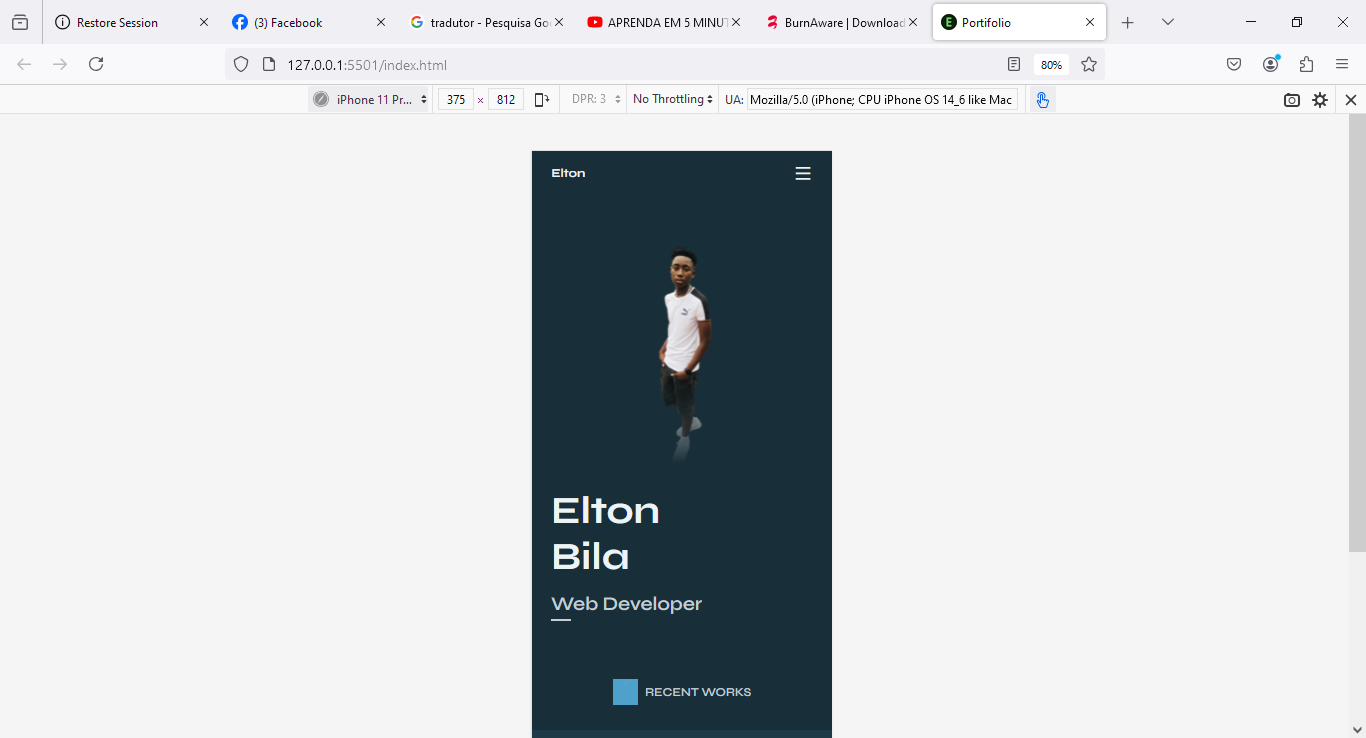 Restore Session
(3) Facebook
tradutor - Pesquisa Go
APRENDA EM 5 MINUT
BurnAware | Download
E
Portifolio
127.0.0.1:5501/index.html
80%
iPhone 11 Pr...
375 × 812
DPR: 3
No Throttling
UA: Mozilla/5.0 (iPhone; CPU iPhone OS 14_6 like Mac
Elton
Elton
Bila
Web Developer
RECENT WORKS